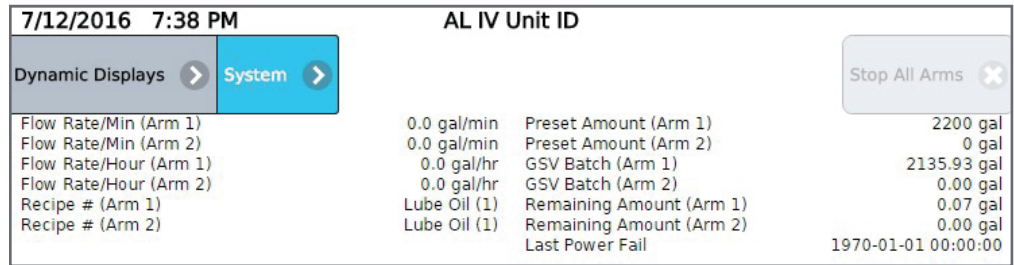 7/12/2016 7:38 PM AL IV Unit ID
Dynamic Displays System Stop All Arms
Flow Rate/Min (Arm 1) 0.0 gal/min Preset Amount (Arm 1) 2200 gal
Flow Rate/Min (Arm 2) 0.0 gal/min Preset Amount (Arm 2) 0 gal
Flow Rate/Hour (Arm 1) 0.0 gal/hr GSV Batch (Arm 1) 2135.93 gal
Flow Rate/Hour (Arm 2) 0.0 gal/hr GSV Batch (Arm 2) 0.00 gal
Recipe # (Arm 1) Lube Oil (1) Remaining Amount (Arm 1) 0.07 gal
Recipe # (Arm 2) Lube Oil (1) Remaining Amount (Arm 2) 0.00 gal
Last Power Fail 1970-01-01 00:00:00